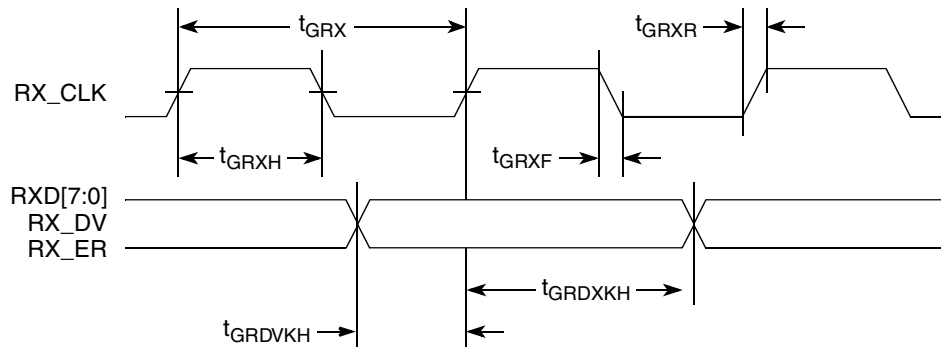 tGRX
tGRXR
RX_CLK
tGRXH
tGRXF
RXD[7:0]
RX_DV
RX_ER
tGRDXKH
tGRDVKH